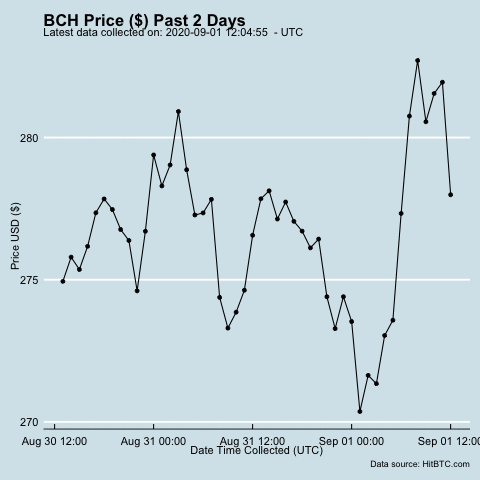 BCH Price ($) Past 2 Days
Latest data collected on: 2020-09-01 12:04:55  - UTC
280
275
270
Price USD ($)
Aug 30 12:00 Aug 31 00:00 Aug 31 12:00 Sep 01 00:00 Sep 01 12:00
Date Time Collected (UTC)
Data source: HitBTC.com